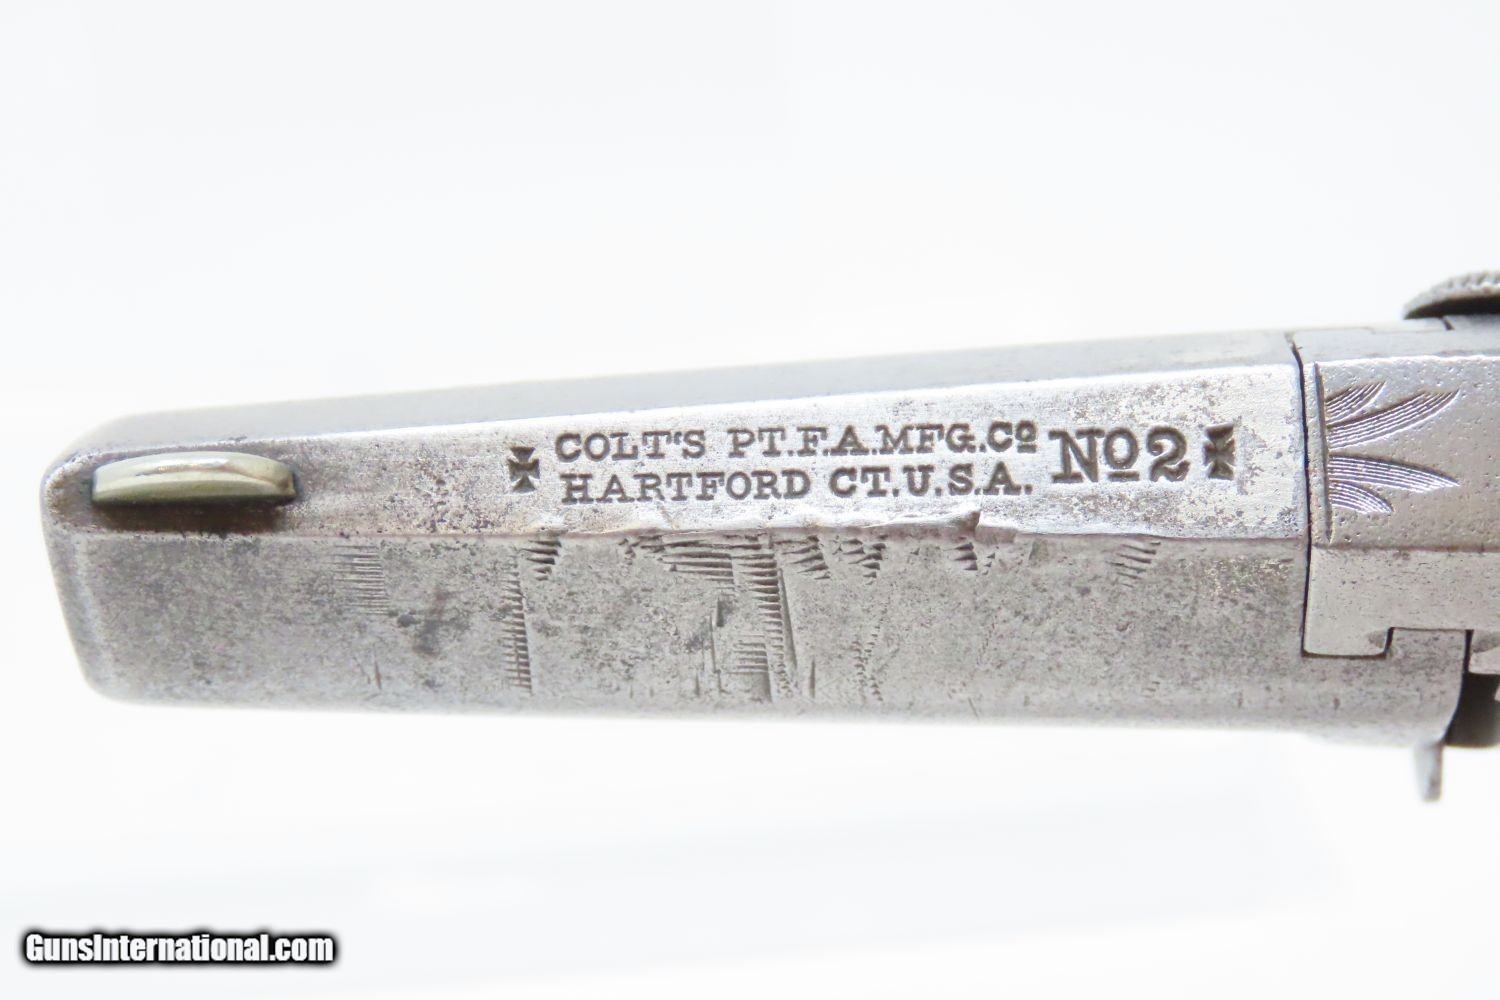 COLT'S PT.F.A.MFG.Co
HARTFORD CT.U.S.A.
No2
GunsInternational.com